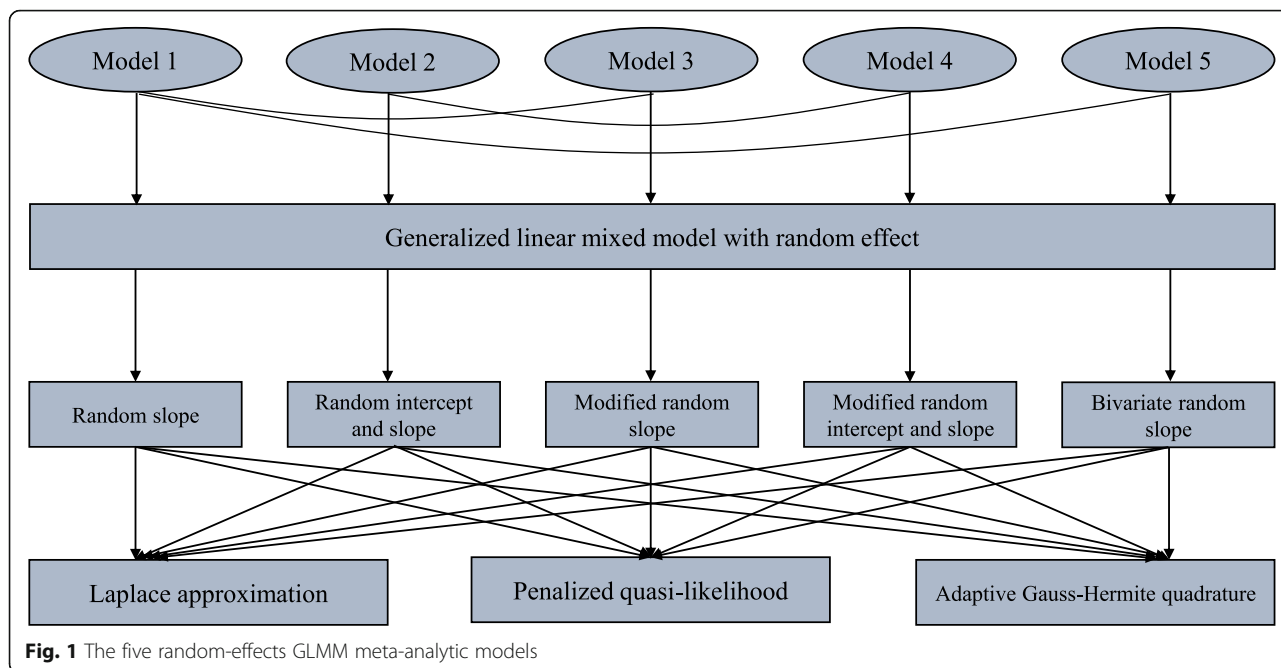 Model 1
Model 2
Model 3
Model 4
Model 5
Generalized linear mixed model with random effect
Random slope
Random intercept
and slope
Modified random
slope
Modified random
intercept and slope
Bivariate random
slope
Laplace approximation
Penalized quasi-likelihood
Adaptive Gauss-Hermite quadrature
Fig. 1 The five random-effects GLMM meta-analytic models